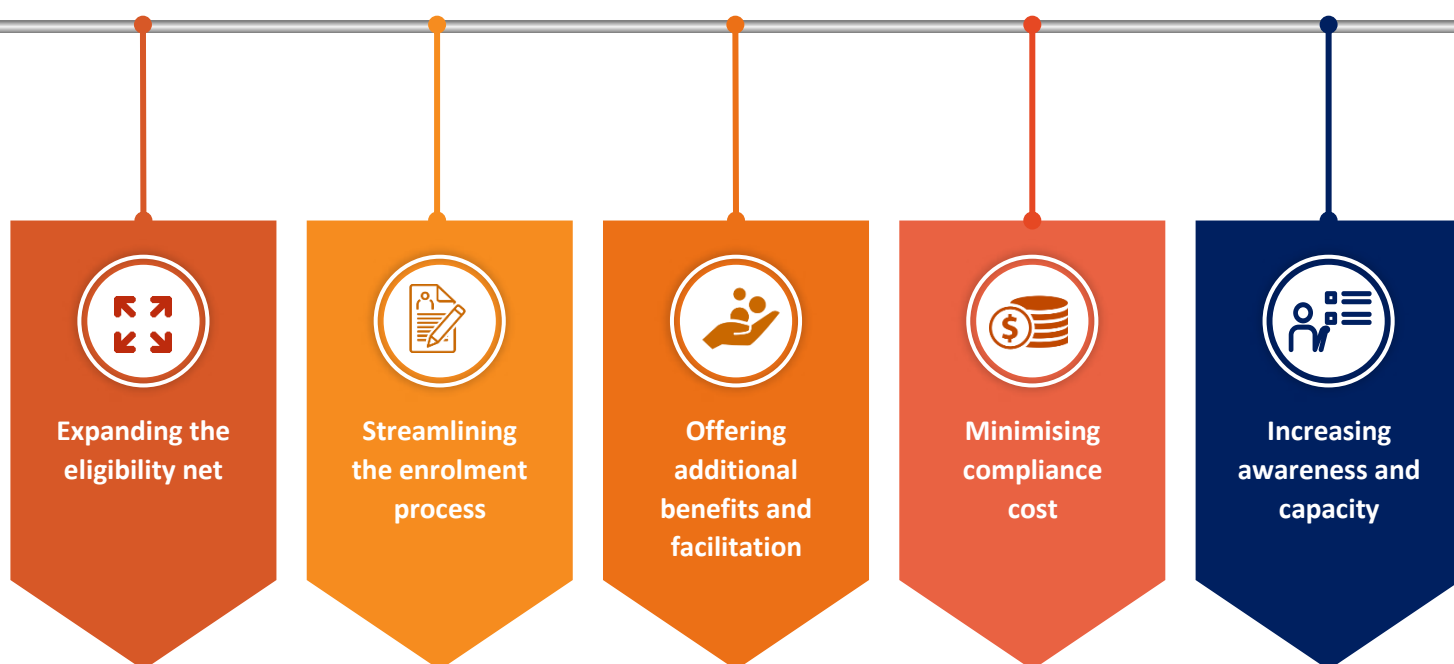 Expanding the
eligibility net
Streamlining
the enrolment
process
Offering
additional
benefits and
facilitation
Minimising
compliance
cost
$
Increasing
awareness and
capacity